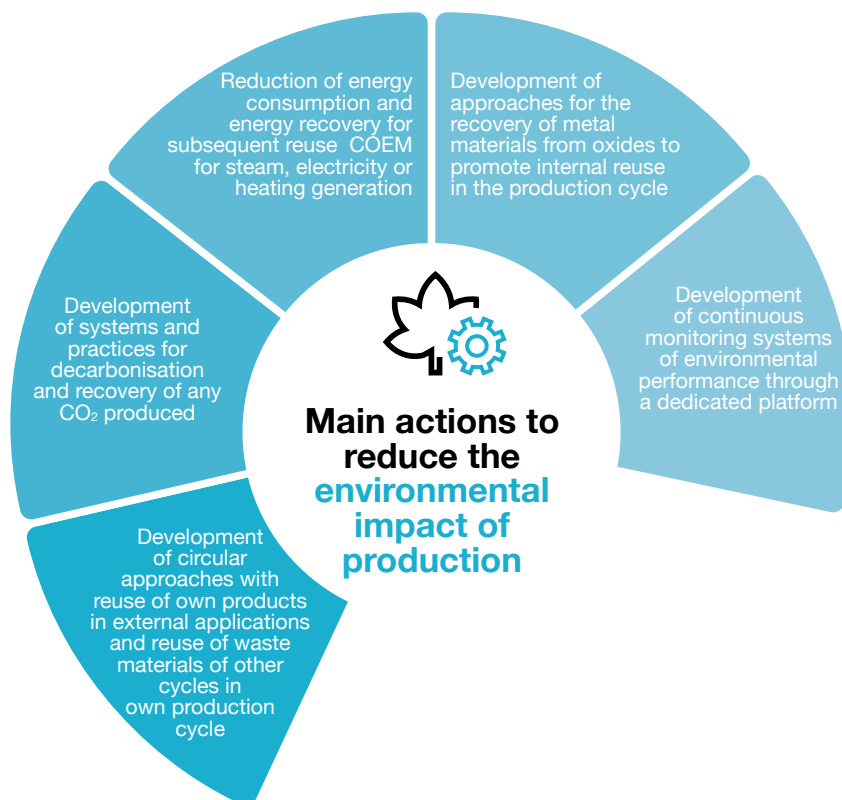 Reduction of energy
consumption and
energy recovery for
subsequent reuse  COEM
for steam, electricity or
heating generation
Development of
approaches for the
recovery of metal
materials from oxides to
promote internal reuse
in the production cycle
Development
of systems and
practices for
decarbonisation
and recovery of any
CO₂ produced
Development
of continuous
monitoring systems
of environmental
performance through
a dedicated platform
Main actions to
reduce the
environmental
impact of
production
Development
of circular
approaches with
reuse of own products
in external applications
and reuse of waste
materials of other
cycles in
own production
cycle